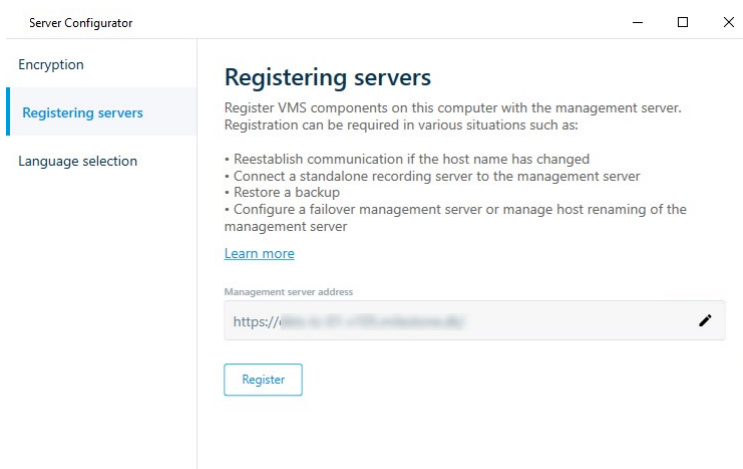 Server Configurator
Encryption
Registering servers
Language selection
Registering servers
Register VMS components on this computer with the management server.
Registration can be required in various situations such as:
• Reestablish communication if the host name has changed
• Connect a standalone recording server to the management server
• Restore a backup
• Configure a failover management server or manage host renaming of the
management server
Learn more
Management server address
https://
Register